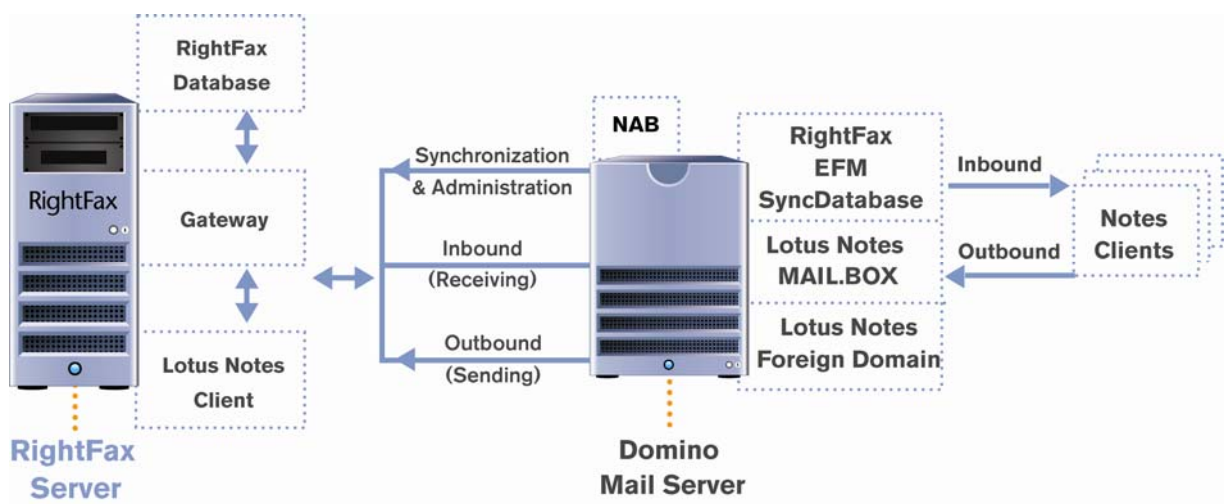 RightFax
Database
RightFax
Gateway
Lotus Notes
Client
RightFax
Server
Synchronization
& Administration
Inbound
(Receiving)
Outbound
(Sending)
NAB
RightFax
EFM
SyncDatabase
Lotus Notes
MAIL.BOX
Lotus Notes
Foreign Domain
Domino
Mail Server
Inbound
Outbound
Notes
Clients